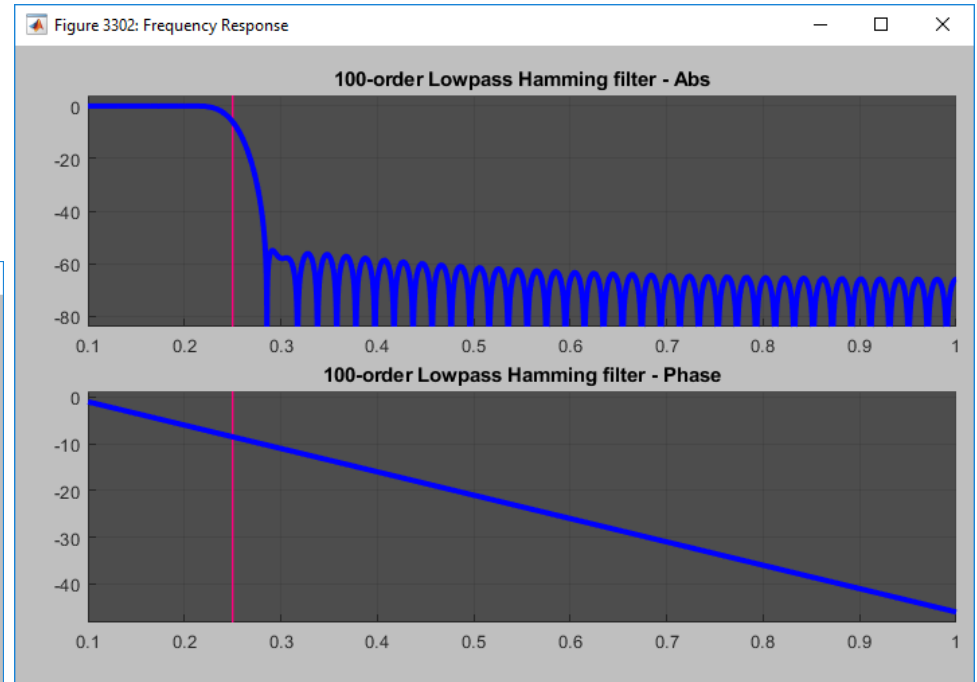 Figure 3302: Frequency Response
100-order Lowpass Hamming filter - Abs
0
-20
-40
-60
-80
0.1 0.2 0.3 0.4 0.5 0.6 0.7 0.8 0.9 1
100-order Lowpass Hamming filter - Phase
0
-10
-20
-30
-40
0.1 0.2 0.3 0.4 0.5 0.6 0.7 0.8 0.9 1